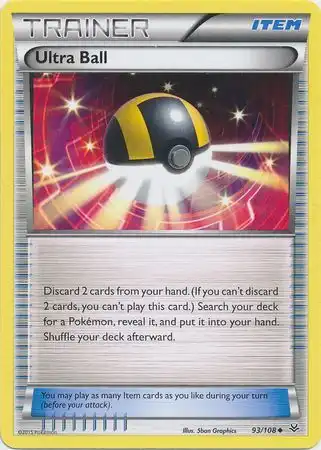 TRAINER ITEM
Ultra Ball
Discard 2 cards from your hand. (If you can't discard
2 cards, you can't play this card.) Search your deck
for a Pokémon, reveal it, and put it into your hand.
Shuffle your deck afterward.
You may play as many Item cards as you like during your turn
(before your attack).
©2015 Pokémon Illus. 5ban Graphics 93/108